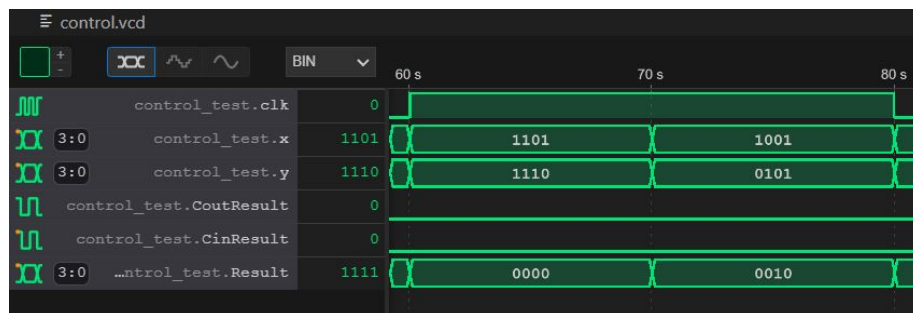 control.vcd
+
-
BIN
60 s 70 s 80 s
control_test.clk 0
3:0 control_test.x 1101 1101 1001
3:0 control_test.y 1110 1110 0101
control_test.CoutResult 0
control_test.CinResult 0
3:0 …ntrol_test.Result 1111 0000 0010